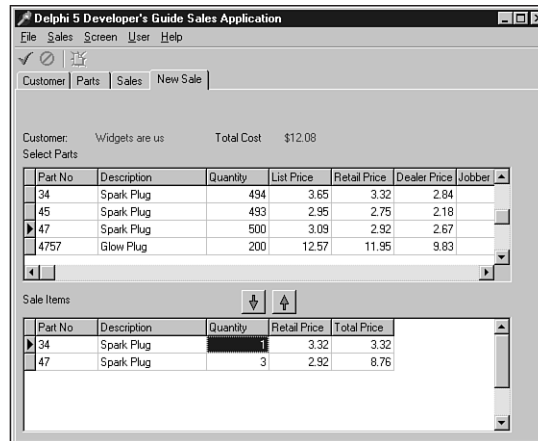 Delphi 5 Developer's Guide Sales Application
File Sales Screen User Help
Customer Parts Sales New Sale
Customer: Widgets are us Total Cost $12.08
Select Parts
Part No Description Quantity List Price Retail Price Dealer Price Jobber
34 Spark Plug 494 3.65 3.32 2.84
45 Spark Plug 493 2.95 2.75 2.18
47 Spark Plug 500 3.09 2.92 2.67
4757 Glow Plug 200 12.57 11.95 9.83
Sale Items
Part No Description Quantity Retail Price Total Price
34 Spark Plug 1 3.32 3.32
47 Spark Plug 3 2.92 8.76